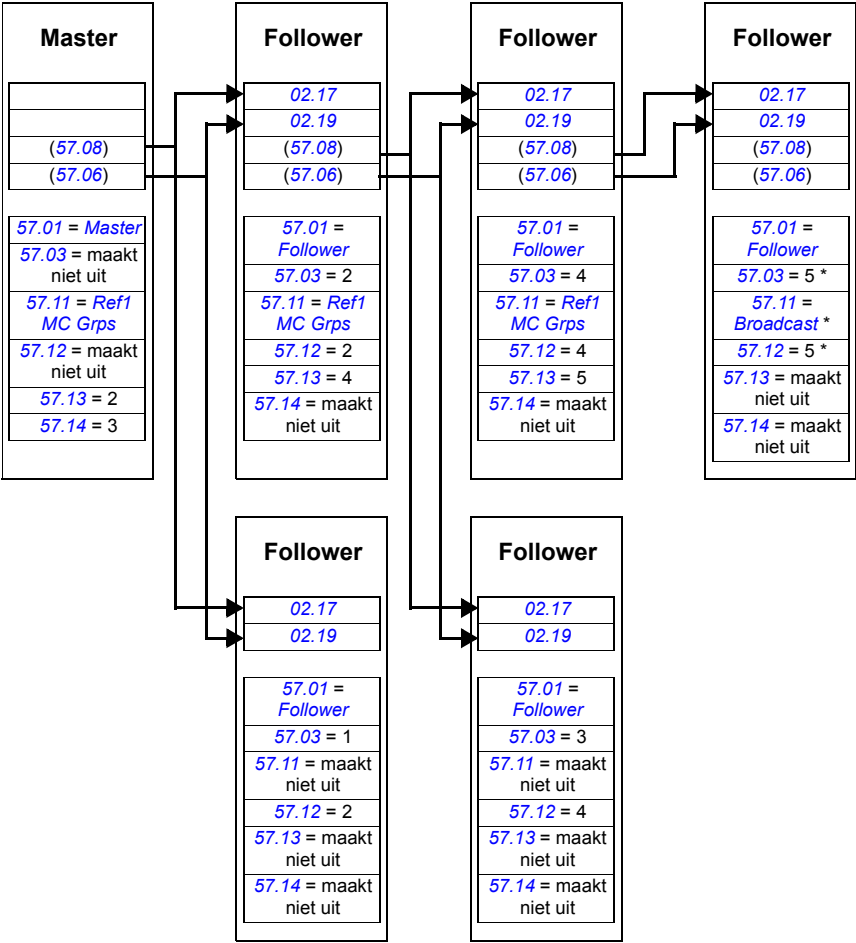 Master
(57.08)
(57.06)
57.01 = Master
57.03 = maakt
niet uit
57.11 = Ref1
MC Grps
57.12 = maakt
niet uit
57.13 = 2
57.14 = 3
Follower
02.17
02.19
(57.08)
(57.06)
57.01 =
Follower
57.03 = 2
57.11 = Ref1
MC Grps
57.12 = 2
57.13 = 4
57.14 = maakt
niet uit
Follower
02.17
02.19
(57.08)
(57.06)
57.01 =
Follower
57.03 = 4
57.11 = Ref1
MC Grps
57.12 = 4
57.13 = 5
57.14 = maakt
niet uit
Follower
02.17
02.19
(57.08)
(57.06)
57.01 =
Follower
57.03 = 5 *
57.11 =
Broadcast *
57.12 = 5 *
57.13 = maakt
niet uit
57.14 = maakt
niet uit
Follower
02.17
02.19
57.01 =
Follower
57.03 = 1
57.11 = maakt
niet uit
57.12 = 2
57.13 = maakt
niet uit
57.14 = maakt
niet uit
Follower
02.17
02.19
57.01 =
Follower
57.03 = 3
57.11 = maakt
niet uit
57.12 = 4
57.13 = maakt
niet uit
57.14 = maakt
niet uit